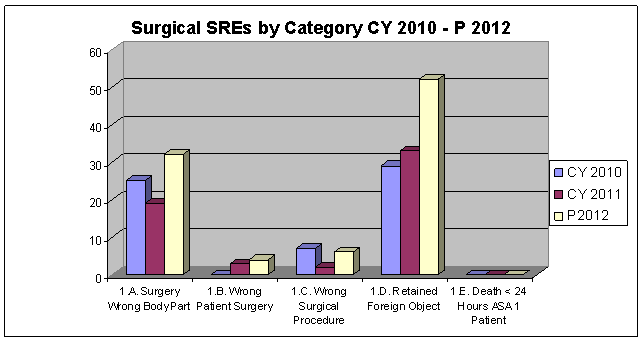 Surgical SREs by Category CY 2010 - P 2012
60
50
40
30
20
10
0
1.A. Surgery
Wrong Body Part
1.B. Wrong
Patient Surgery
1.C. Wrong
Surgical
Procedure
1.D. Retained
Foreign Object
1.E. Death < 24
Hours ASA 1
Patient
CY 2010
CY 2011
P2012